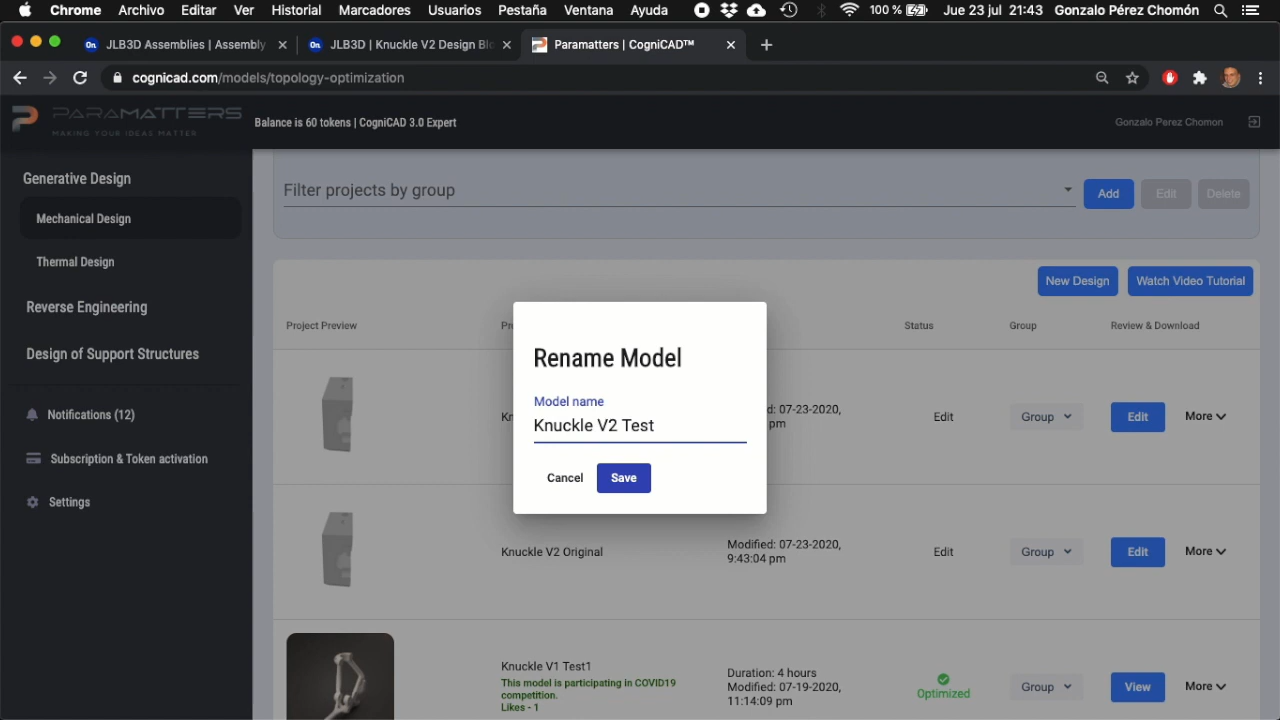 Chrome Archivo Editar Ver Historial Marcadores Usuarios Pestaña Ventana Ayuda 100 % Jue 23 jul 21:43 Gonzalo Pérez Chomón
JLB3D Assemblies | Assembly
JLB3D | Knuckle V2 Design Blo
Paramatters | CogniCAD™
cognicad.com/models/topology-optimization
PARAMATTERS
MAKING YOUR IDEAS MATTER
Balance is 60 tokens | CogniCAD 3.0 Expert
Gonzalo Perez Chomon
Generative Design
Mechanical Design
Thermal Design
Reverse Engineering
Design of Support Structures
Notifications (12)
Subscription & Token activation
Settings
Filter projects by group
Add
Edit
Delete
New Design
Watch Video Tutorial
Project Preview
Status
Group
Review & Download
Rename Model
Model name
Knuckle V2 Test
Cancel
Save
d: 07-23-2020,
pm
Edit
Group
Edit
More
Knuckle V2 Original
Modified: 07-23-2020,
9:43:04 pm
Edit
Group
Edit
More
Knuckle V1 Test1
This model is participating in COVID19
competition.
Likes - 1
Duration: 4 hours
Modified: 07-19-2020,
11:14:09 pm
Optimized
Group
View
More